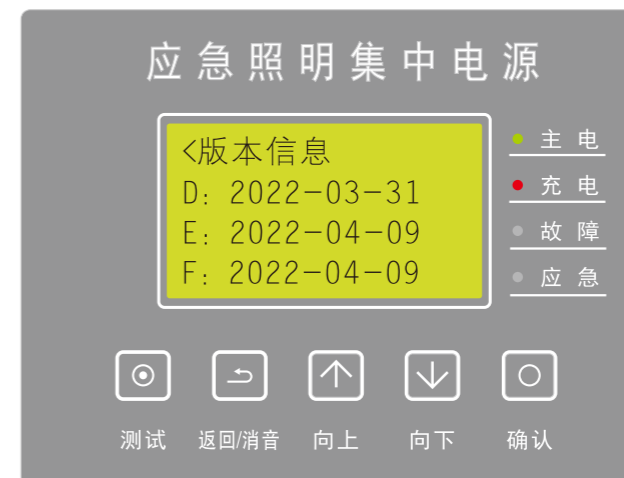 应急照明集中电源
<版本信息
D: 2022-03-31
E: 2022-04-09
F: 2022-04-09
主电
充电
故障
应急
测试 返回/消音 向上 向下 确认